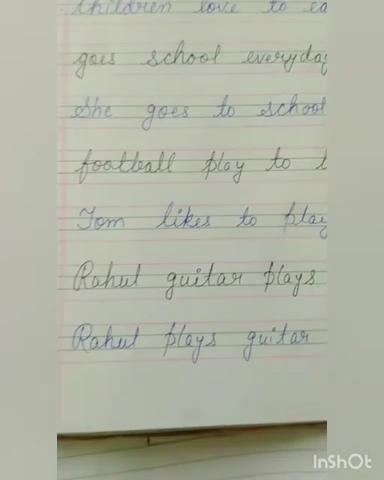 Children love to ea
goes school everyday
She goes to school
football play to l
Tom likes to play
Rahul guitar plays
Rahul plays guitar
InShOt